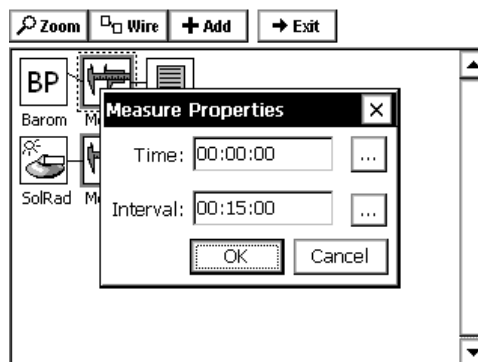 Zoom Wire Add Exit
BP
Barom
Measure Properties
Time: 00:00:00 ...
SolRad
Interval: 00:15:00 ...
OK Cancel